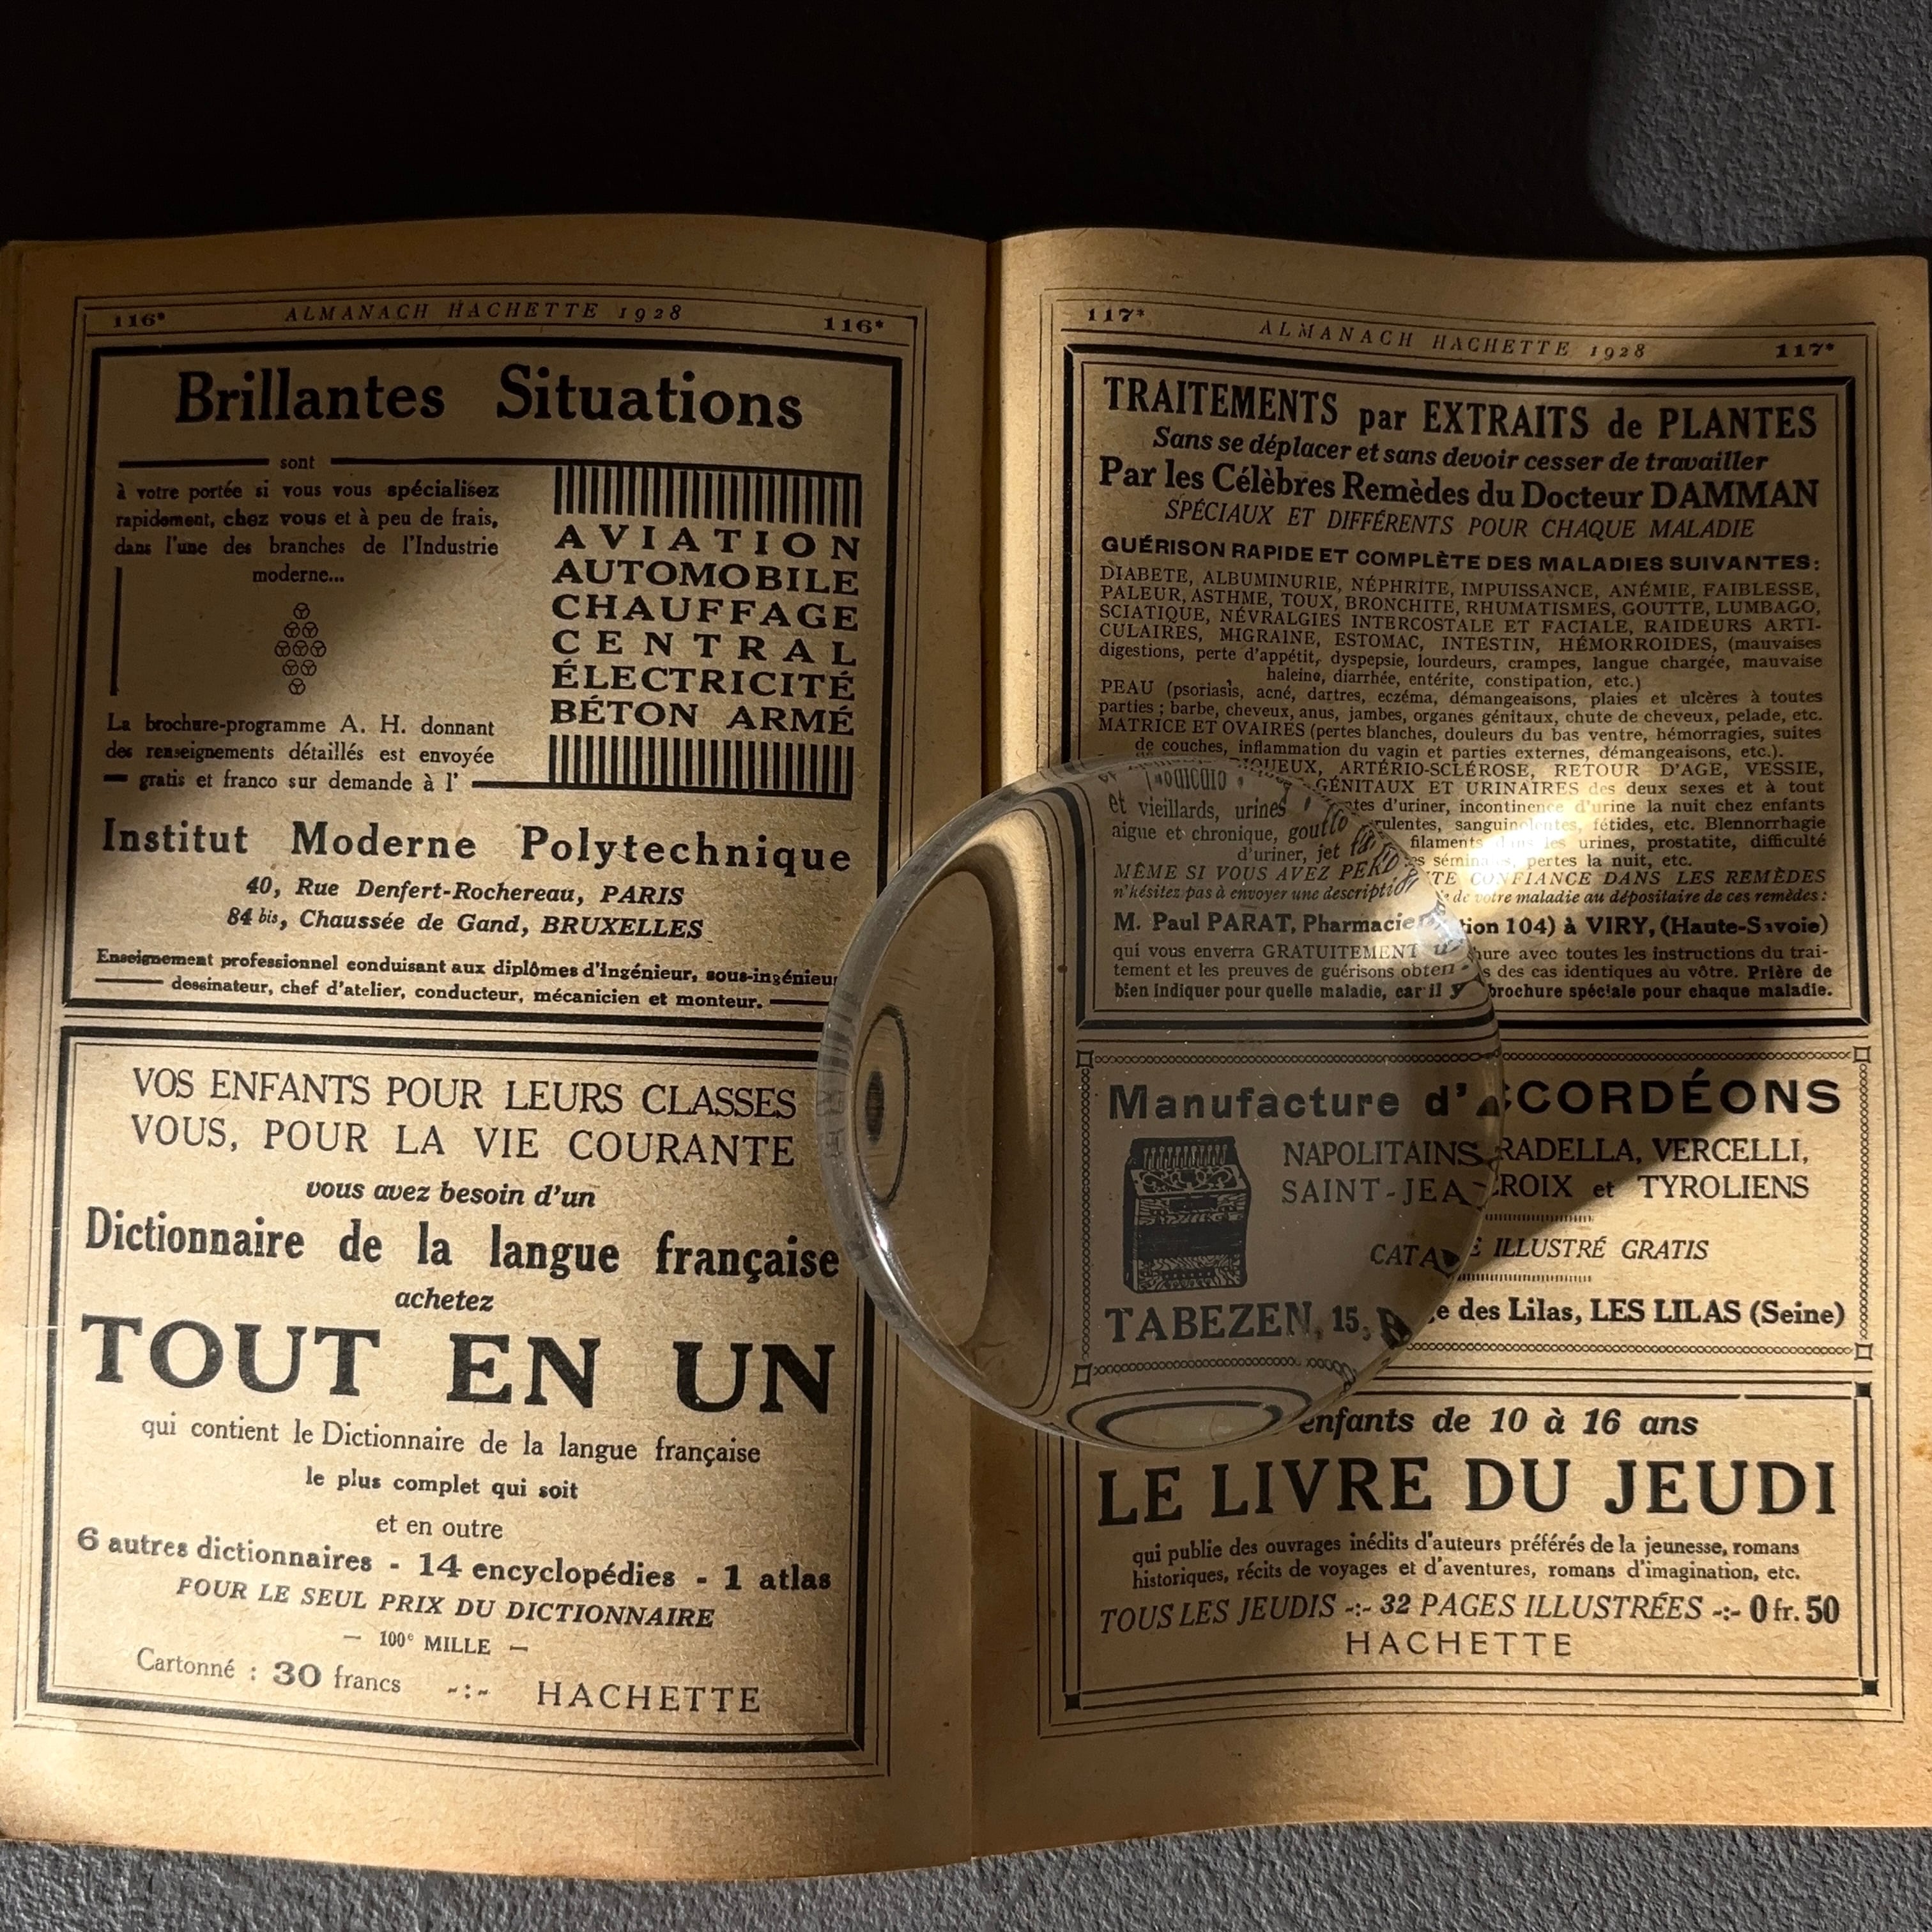 116*
ALMANACH HACHETTE 1928
116*
Brillantes Situations
sont
à votre portée si vous vous spécialisez
rapidement, chez vous et à peu de frais,
dans l'une des branches de l'Industrie
moderne...
La brochure-programme A. H. donnant
des renseignements détaillés est envoyée
gratis et franco sur demande à l'
AVIATION
AUTOMOBILE
CHAUFFAGE
CENTRAL
ÉLECTRICITÉ
BÉTON ARMÉ
Institut Moderne Polytechnique
40, Rue Denfert-Rochereau, PARIS
84 bis, Chaussée de Gand, BRUXELLES
Enseignement professionnel conduisant aux diplômes d'Ingénieur, sous-ingénieur
dessinateur, chef d'atelier, conducteur, mécanicien et monteur.
VOS ENFANTS POUR LEURS CLASSES
VOUS, POUR LA VIE COURANTE
vous avez besoin d'un
Dictionnaire de la langue française
achetez
TOUT EN UN
qui contient le Dictionnaire de la langue française
le plus complet qui soit
et en outre
6 autres dictionnaires - 14 encyclopédies - 1 atlas
POUR LE SEUL PRIX DU DICTIONNAIRE
— 100e MILLE —
Cartonné : 30 francs -:- HACHETTE
117*
ALMANACH HACHETTE 1928
117*
TRAITEMENTS par EXTRAITS de PLANTES
Sans se déplacer et sans devoir cesser de travailler
Par les Célèbres Remèdes du Docteur DAMMAN
SPÉCIAUX ET DIFFÉRENTS POUR CHAQUE MALADIE
GUÉRISON RAPIDE ET COMPLÈTE DES MALADIES SUIVANTES:
DIABETE, ALBUMINURIE, NÉPHRITE, IMPUISSANCE, ANÉMIE, FAIBLESSE,
PALEUR, ASTHME, TOUX, BRONCHITE, RHUMATISMES, GOUTTE, LUMBAGO,
SCIATIQUE, NÉVRALGIES INTERCOSTALE ET FACIALE, RAIDEURS ARTI-
CULAIRES, MIGRAINE, ESTOMAC, INTESTIN, HÉMORROIDES, (mauvaises
digestions, perte d'appétit, dyspepsie, lourdeurs, crampes, langue chargée, mauvaise
haleine, diarrhée, entérite, constipation, etc.)
PEAU (psoriasis, acné, dartres, eczéma, démangeaisons, plaies et ulcères à toutes
parties ; barbe, cheveux, anus, jambes, organes génitaux, chute de cheveux, pelade, etc.
MATRICE ET OVAIRES (pertes blanches, douleurs du bas ventre, hémorragies, suites
de couches, inflammation du vagin et parties externes, démangeaisons, etc.).
ARTÉRIO-SCLÉROSE, RETOUR D'AGE, VESSIE,
GÉNITAUX ET URINAIRES des deux sexes et à tout
d'uriner, incontinence d'urine la nuit chez enfants
et vieillards, urines sanguinolentes, fétides, etc. Blennorrhagie
aigue et chronique, goutte filaments dans les urines, prostatite, difficulté
d'uriner, jet pertes la nuit, etc.
MÊME SI VOUS AVEZ CONFIANCE DANS LES REMÈDES
n'hésitez pas à envoyer une description de votre maladie au dépositaire de ces remèdes :
M. Paul PARAT, Pharmacie 104) à VIRY, (Haute-Savoie)
qui vous enverra GRATUITEMENT avec toutes les instructions du trai-
tement et les preuves de guérisons des cas identiques au vôtre. Prière de
bien indiquer pour quelle maladie, car il y brochure spéciale pour chaque maladie.
Manufacture d'ACCORDÉONS
NAPOLITAINS RADELLA, VERCELLI,
CROIX et TYROLIENS
ILLUSTRÉ GRATIS
TABEZEN, 15, des Lilas, LES LILAS (Seine)
enfants de 10 à 16 ans
LE LIVRE DU JEUDI
qui publie des ouvrages inédits d'auteurs préférés de la jeunesse, romans
historiques, récits de voyages et d'aventures, romans d'imagination, etc.
TOUS LES JEUDIS -:- 32 PAGES ILLUSTRÉES -:- 0 fr. 50
HACHETTE